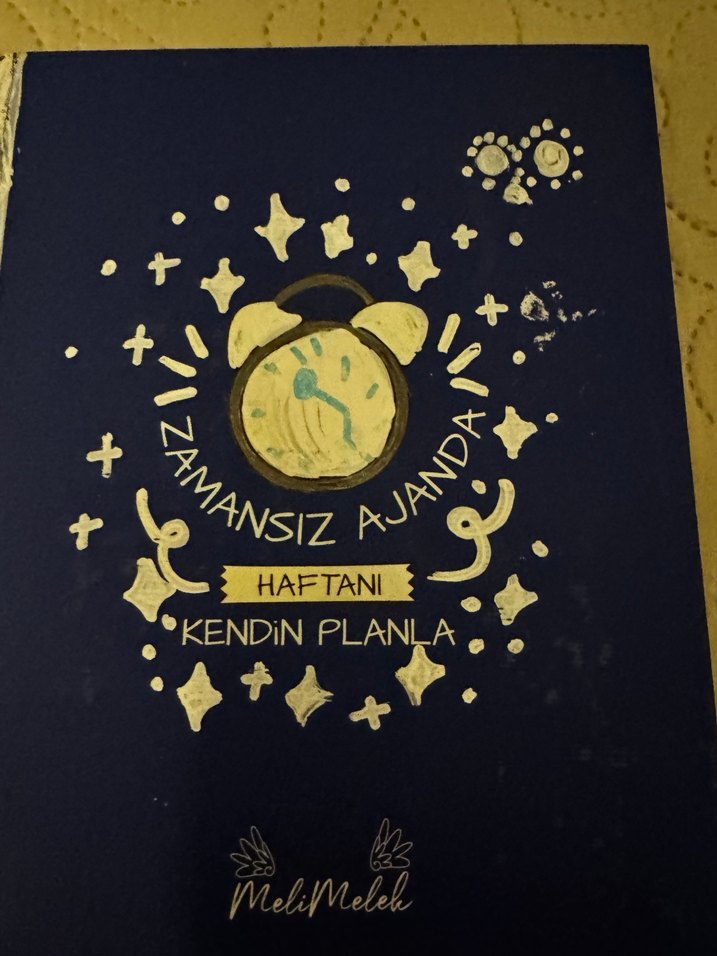 ZAMANSIZ AJANDA
HAFTANI
KENDİN PLANLA
MeliMelek